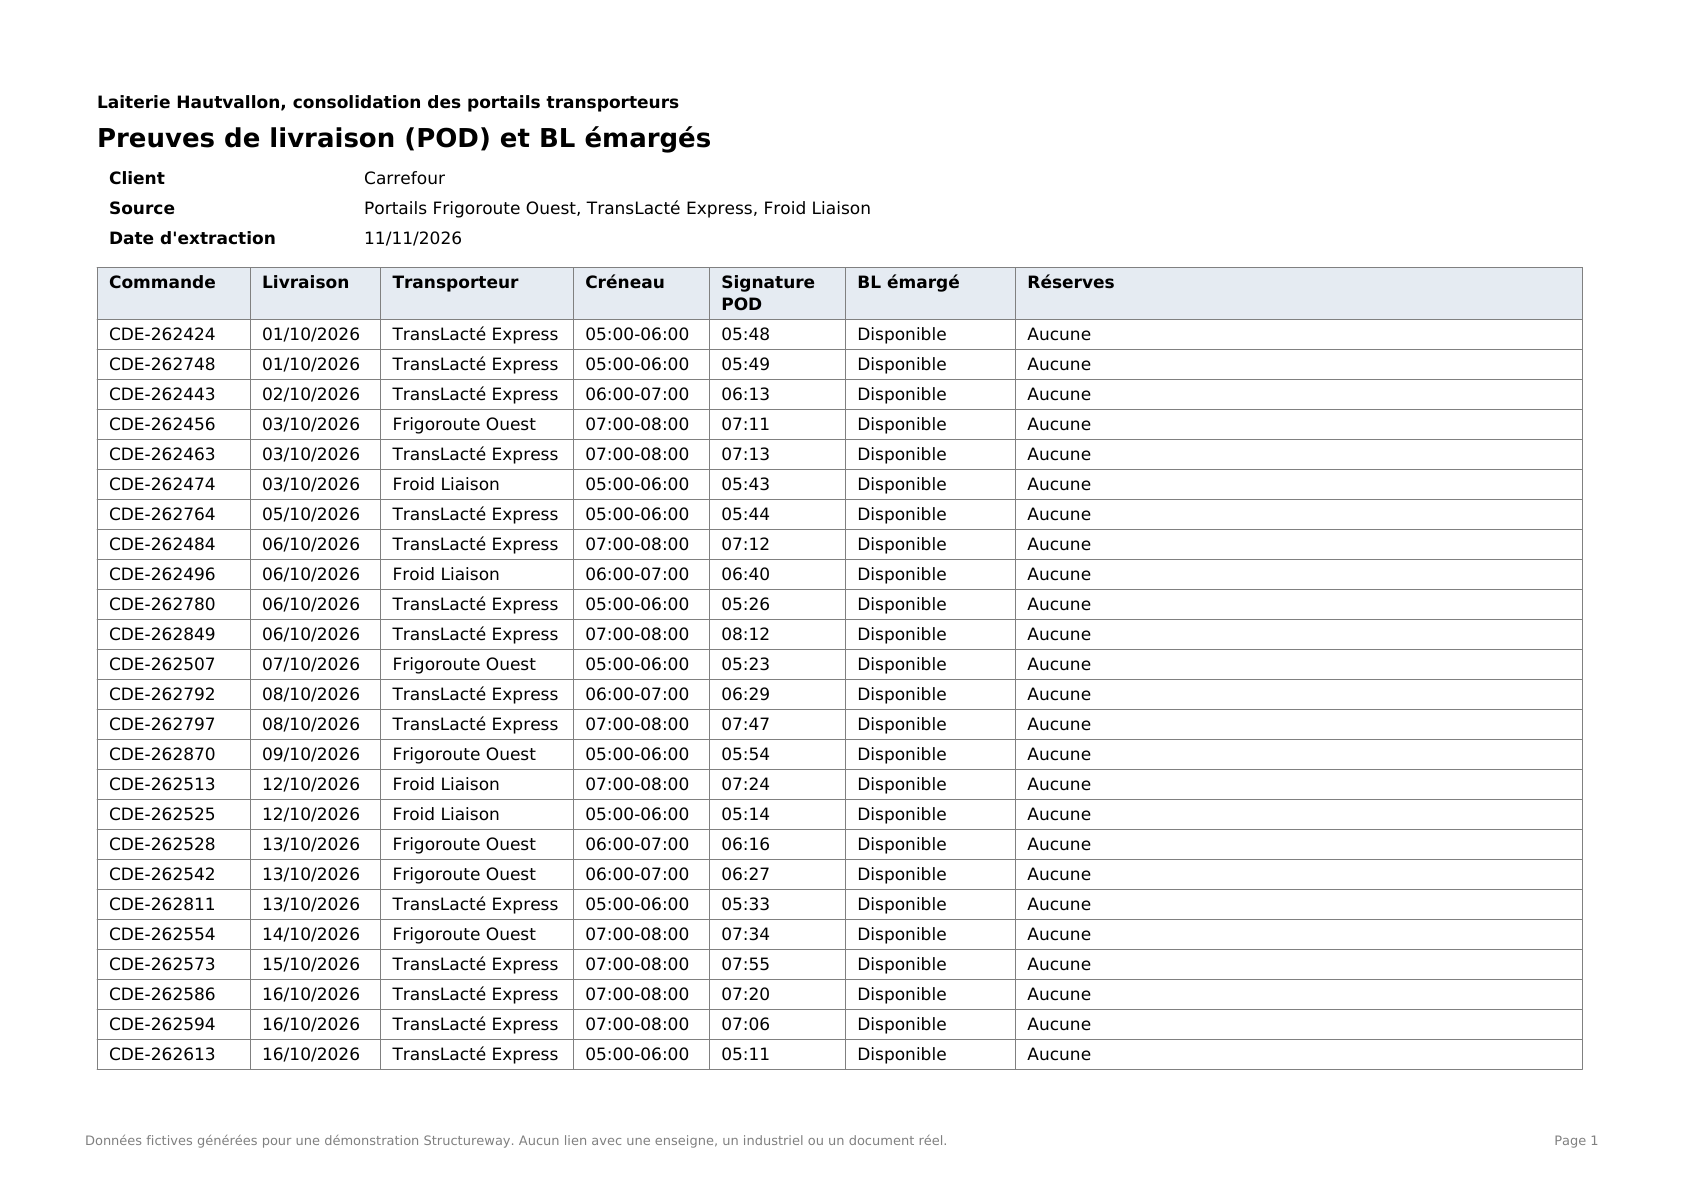 Laiterie Hautvallon, consolidation des portails transporteurs
Preuves de livraison (POD) et BL émargés
Client Carrefour
Source Portails Frigoroute Ouest, TransLacté Express, Froid Liaison
Date d'extraction 11/11/2026
Commande Livraison Transporteur Créneau Signature POD BL émargé Réserves
CDE-262424 01/10/2026 TransLacté Express 05:00-06:00 05:48 Disponible Aucune
CDE-262748 01/10/2026 TransLacté Express 05:00-06:00 05:49 Disponible Aucune
CDE-262443 02/10/2026 TransLacté Express 06:00-07:00 06:13 Disponible Aucune
CDE-262456 03/10/2026 Frigoroute Ouest 07:00-08:00 07:11 Disponible Aucune
CDE-262463 03/10/2026 TransLacté Express 07:00-08:00 07:13 Disponible Aucune
CDE-262474 03/10/2026 Froid Liaison 05:00-06:00 05:43 Disponible Aucune
CDE-262764 05/10/2026 TransLacté Express 05:00-06:00 05:44 Disponible Aucune
CDE-262484 06/10/2026 TransLacté Express 07:00-08:00 07:12 Disponible Aucune
CDE-262496 06/10/2026 Froid Liaison 06:00-07:00 06:40 Disponible Aucune
CDE-262780 06/10/2026 TransLacté Express 05:00-06:00 05:26 Disponible Aucune
CDE-262849 06/10/2026 TransLacté Express 07:00-08:00 08:12 Disponible Aucune
CDE-262507 07/10/2026 Frigoroute Ouest 05:00-06:00 05:23 Disponible Aucune
CDE-262792 08/10/2026 TransLacté Express 06:00-07:00 06:29 Disponible Aucune
CDE-262797 08/10/2026 TransLacté Express 07:00-08:00 07:47 Disponible Aucune
CDE-262870 09/10/2026 Frigoroute Ouest 05:00-06:00 05:54 Disponible Aucune
CDE-262513 12/10/2026 Froid Liaison 07:00-08:00 07:24 Disponible Aucune
CDE-262525 12/10/2026 Froid Liaison 05:00-06:00 05:14 Disponible Aucune
CDE-262528 13/10/2026 Frigoroute Ouest 06:00-07:00 06:16 Disponible Aucune
CDE-262542 13/10/2026 Frigoroute Ouest 06:00-07:00 06:27 Disponible Aucune
CDE-262811 13/10/2026 TransLacté Express 05:00-06:00 05:33 Disponible Aucune
CDE-262554 14/10/2026 Frigoroute Ouest 07:00-08:00 07:34 Disponible Aucune
CDE-262573 15/10/2026 TransLacté Express 07:00-08:00 07:55 Disponible Aucune
CDE-262586 16/10/2026 TransLacté Express 07:00-08:00 07:20 Disponible Aucune
CDE-262594 16/10/2026 TransLacté Express 07:00-08:00 07:06 Disponible Aucune
CDE-262613 16/10/2026 TransLacté Express 05:00-06:00 05:11 Disponible Aucune
Données fictives générées pour une démonstration Structureway. Aucun lien avec une enseigne, un industriel ou un document réel. Page 1